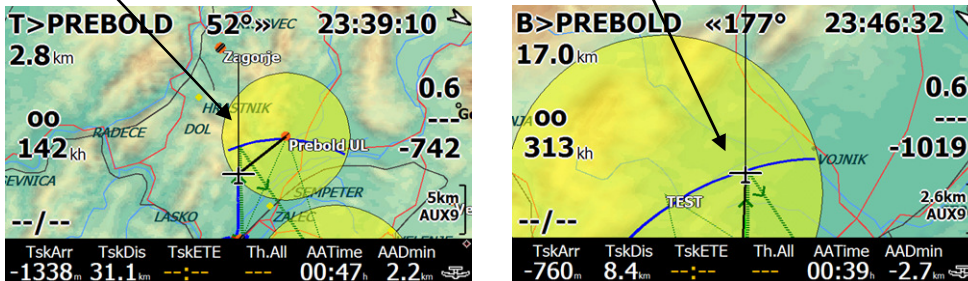 T>PREBOLD 52°» 23:39:10
2.8km
Zagorje
0.6
HRASTNIK
---
oo
RADECE
DOL
142kh
Prebold UL
-742
SEVNICA
SEMPETER
5km
AUX9
LASKO
ZALEC
--/--
TskArr TskDis TskETE Th.All AATime AADmin
-1338m 31.1km --:-- --- 00:47h 2.2km
B>PREBOLD «177° 23:46:32
17.0km
0.6
---
oo
313kh
VOJNIK
-1019
TEST
2.6km
AUX9
--/--
TskArr TskDis TskETE Th.All AATime AADmin
-760m 8.4km --:-- --- 00:39h -2.7km